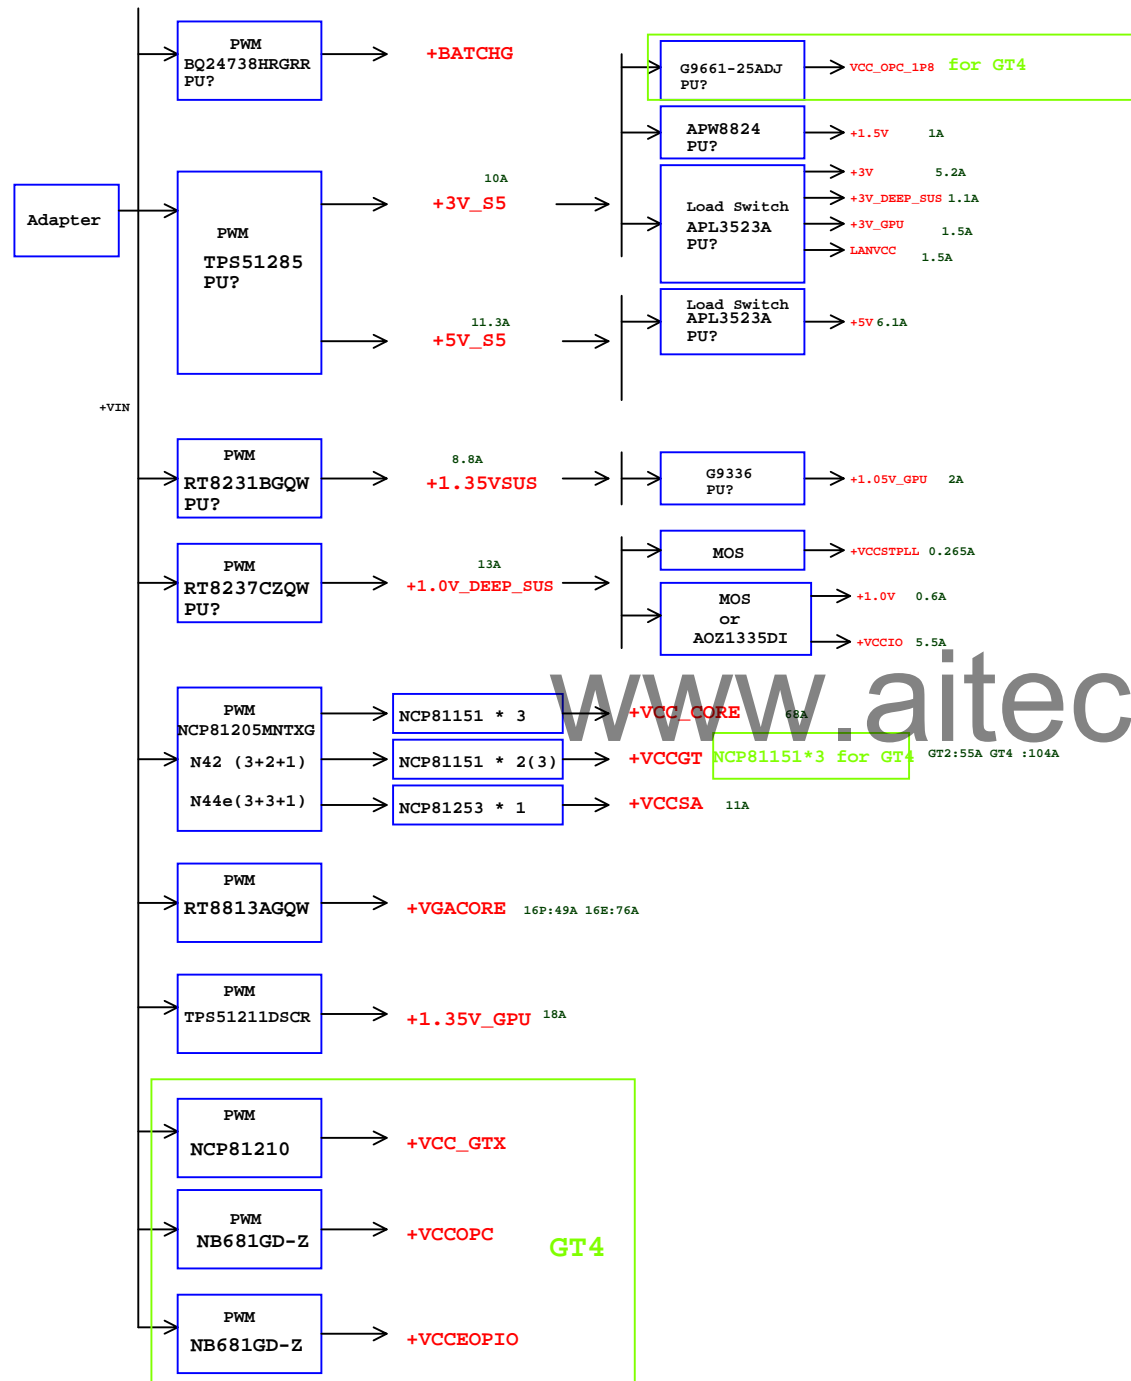 PWM
BQ24738HRGRR
PU?
+BATCHG
G9661-25ADJ
PU?
VCC_OPC_1P8
for GT4
APW8824
PU?
+1.5V 1A
Adapter
PWM
TPS51285
PU?
10A
+3V_S5
Load Switch
APL3523A
PU?
+3V 5.2A
+3V_DEEP_SUS 1.1A
+3V_GPU 1.5A
LANVCC 1.5A
11.3A
+5V_S5
Load Switch
APL3523A
PU?
+5V 6.1A
+VIN
PWM
RT8231BGQW
PU?
8.8A
+1.35VSUS
G9336
PU?
+1.05V_GPU 2A
PWM
RT8237CZQW
PU?
13A
+1.0V_DEEP_SUS
MOS
+VCCSTPLL 0.265A
MOS
or
AOZ1335DI
+1.0V 0.6A
+VCCIO 5.5A
www.aitec
PWM
NCP81205MNTXG
N42 (3+2+1)
N44e(3+3+1)
NCP81151 * 3
+VCC_CORE 68A
NCP81151 * 2(3)
+VCCGT
NCP81151*3 for GT4
GT2:55A GT4 :104A
NCP81253 * 1
+VCCSA 11A
PWM
RT8813AGQW
+VGACORE 16P:49A 16E:76A
PWM
TPS51211DSCR
+1.35V_GPU 18A
PWM
NCP81210
+VCC_GTX
PWM
NB681GD-Z
+VCCOPC
GT4
PWM
NB681GD-Z
+VCCEOPIO